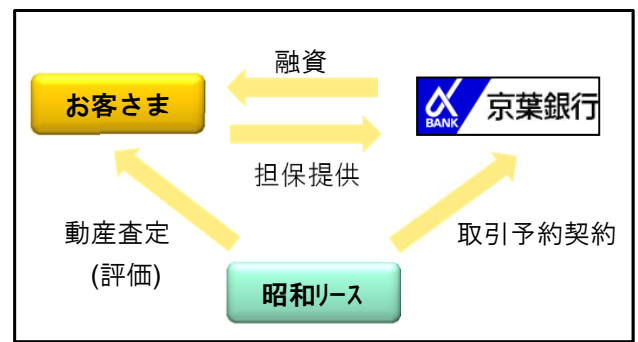 融資
お客さま
α
BANK
京葉銀行
担保提供
動産査定
(評価)
取引予約契約
昭和リース